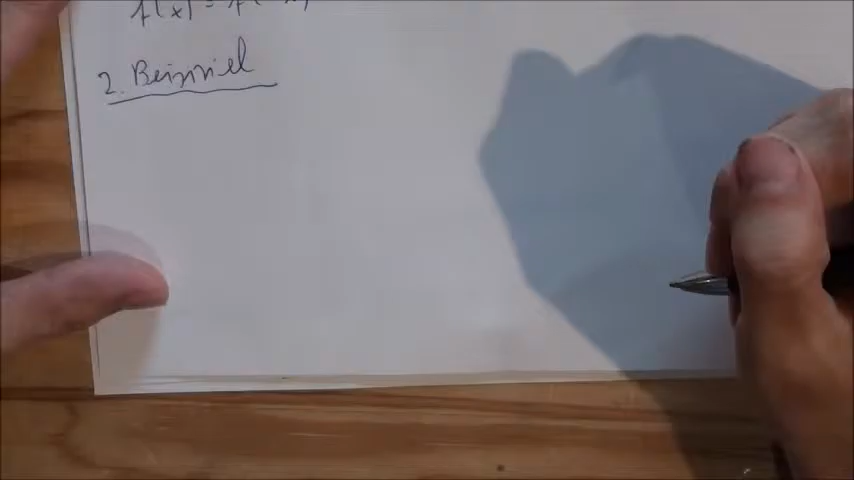 f(x) = f(-x)
2. Beispiel